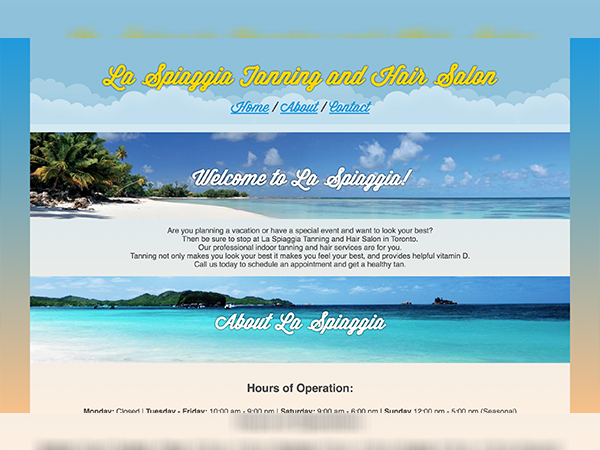 La Spiaggia Tanning and Hair Salon
Home / About / Contact
Welcome to La Spiaggia!
Are you planning a vacation or have a special event and want to look your best?
Then be sure to stop at La Spiaggia Tanning and Hair Salon in Toronto.
Our professional indoor tanning and hair services are for you.
Tanning not only makes you look your best it makes you feel your best, and provides helpful vitamin D.
Call us today to schedule an appointment and get a healthy tan.
About La Spiaggia
Hours of Operation:
Monday: Closed | Tuesday - Friday: 10:00 am - 9:00 pm | Saturday: 9:00 am - 6:00 pm | Sunday 12:00 pm - 5:00 pm (Seasonal)